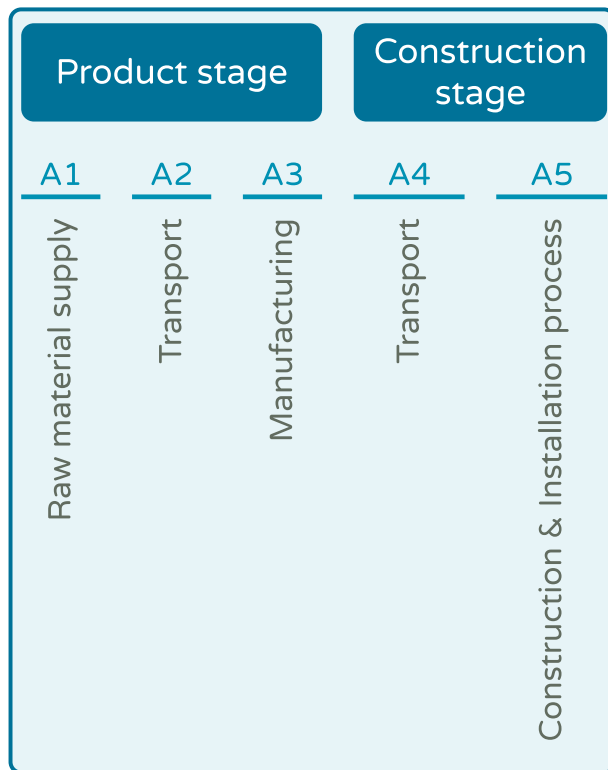 Product stage
Construction
stage
A1
A2
A3
A4
A5
Raw material supply
Transport
Manufacturing
Transport
Construction & Installation process